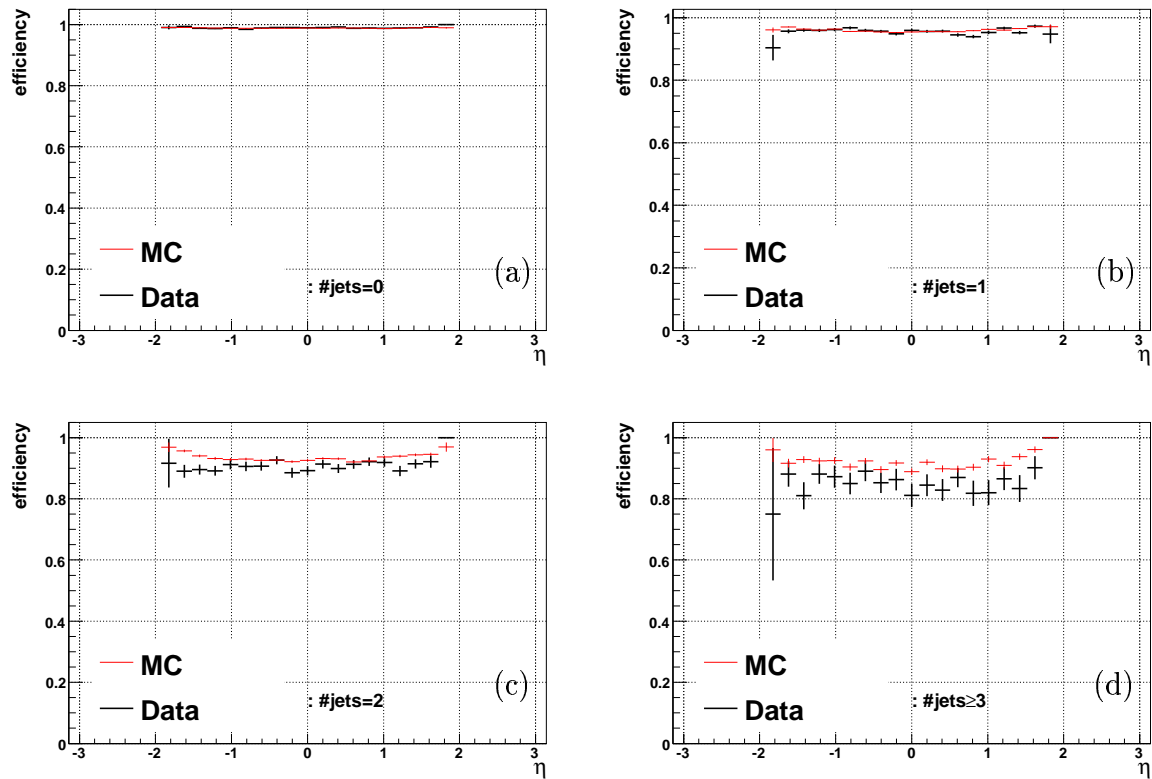 efficiency
1
0.8
0.6
0.4
0.2
0
-3 -2 -1 0 1 2 3
η
MC
Data
: #jets=0
(a)
efficiency
1
0.8
0.6
0.4
0.2
0
-3 -2 -1 0 1 2 3
η
MC
Data
: #jets=1
(b)
efficiency
1
0.8
0.6
0.4
0.2
0
-3 -2 -1 0 1 2 3
η
MC
Data
: #jets=2
(c)
efficiency
1
0.8
0.6
0.4
0.2
0
-3 -2 -1 0 1 2 3
η
MC
Data
: #jets≥3
(d)